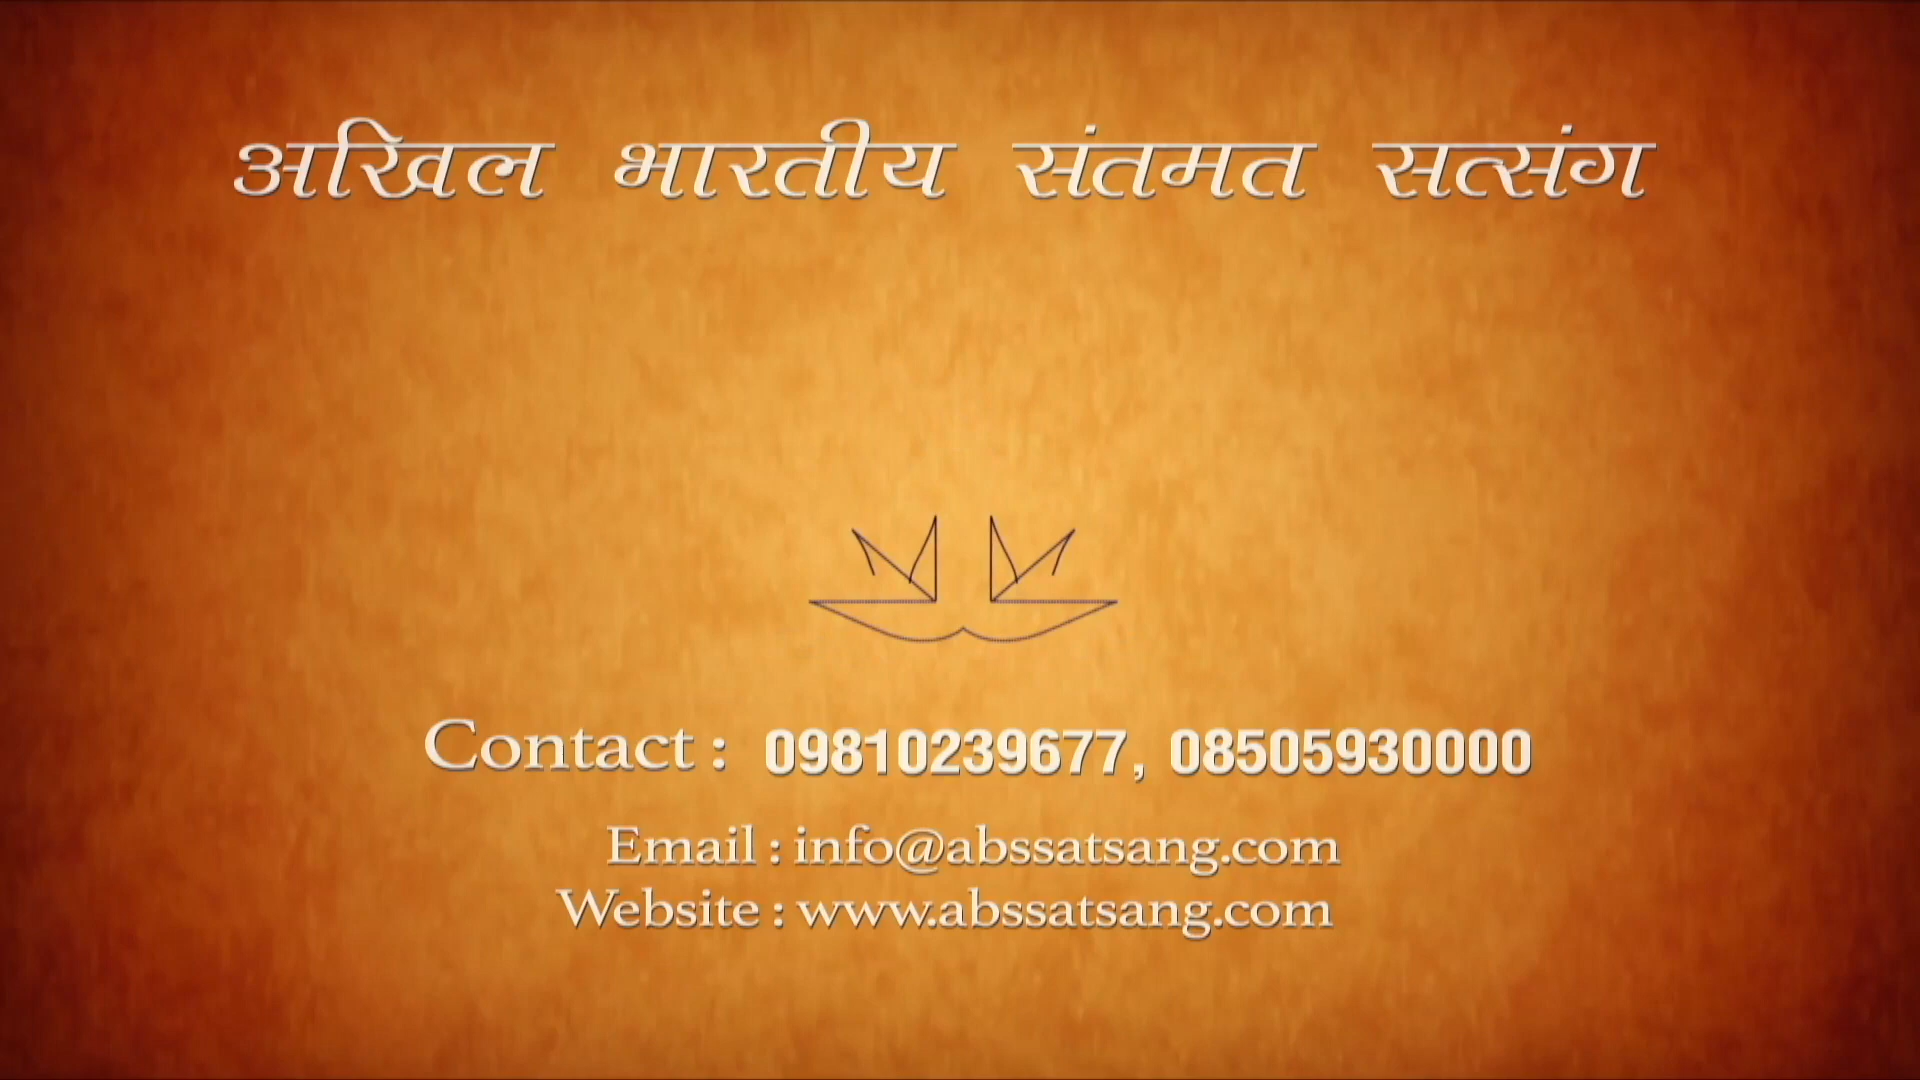 अखिल भारतीय संतमत सत्संग
Contact : 09810239677, 08505930000
Email : info@abssatsang.com
Website : www.abssatsang.com